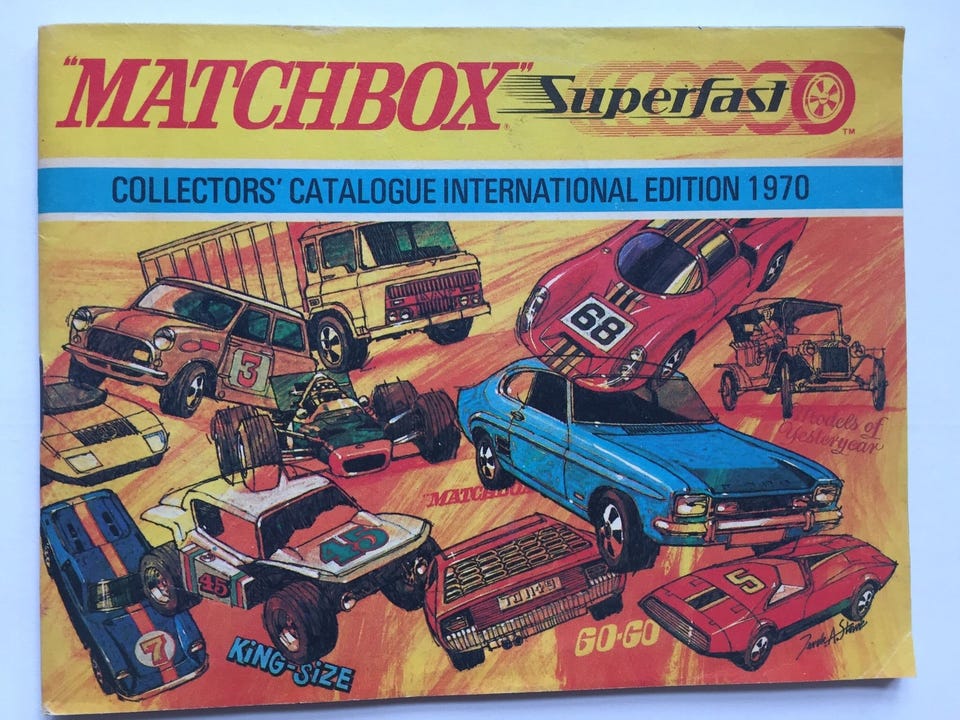 "MATCHBOX" Superfast TM
COLLECTORS' CATALOGUE INTERNATIONAL EDITION 1970
68
3
Models of
Yesteryear
MATCHBOX
45
45
5
7
GO-GO
KING-SIZE